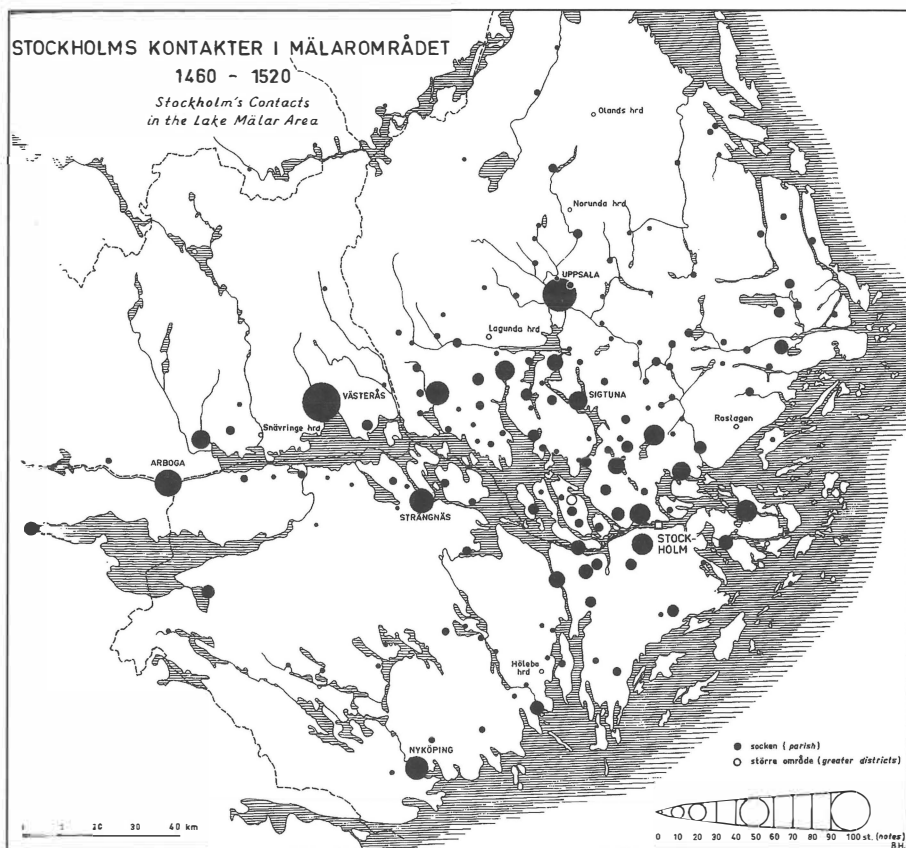 STOCKHOLMS KONTAKTER I MÄLAROMRÅDET
1460 - 1520
Stockholm's Contacts
in the Lake Mälar Area
Olands hrd
Norunda hrd
UPPSALA
Lagunda hrd
VÄSTERÅS
SIGTUNA
Snävringe hrd
Roslagen
ARBOGA
STRÄNGNÄS
STOCK-
HOLM
Hölebo
hrd
NYKÖPING
● socken (parish)
○ större område (greater districts)
20 30 40 km
0 10 20 30 40 50 60 70 80 90 100 st. (notes)
B.H.